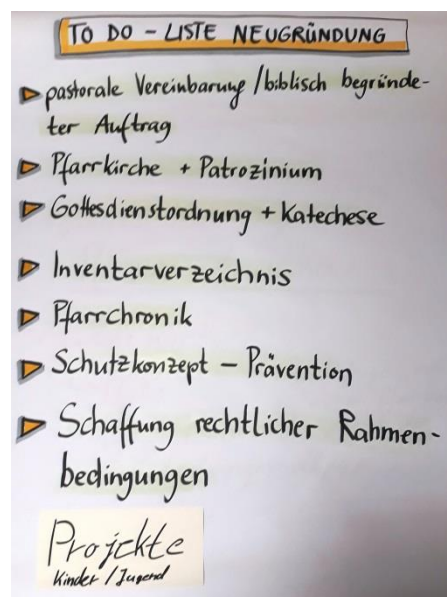 TO DO - LISTE NEUGRÜNDUNG
pastorale Vereinbarung/biblisch begründe-
ter Auftrag
Pfarrkirche + Patrozinium
Gottesdienstordnung + Katechese
Inventarverzeichnis
Pfarrchronik
Schutzkonzept - Prävention
Schaffung rechtlicher Rahmen-
bedingungen
Projekte
Kinder/Jugend